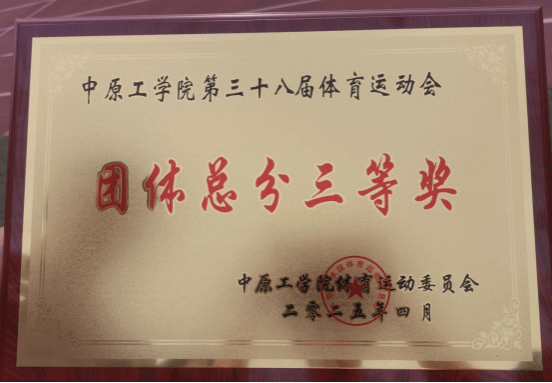 中原工学院第三十八届体育运动会
团体总分三等奖
中原工学院体育运动委员会
二零二五年四月